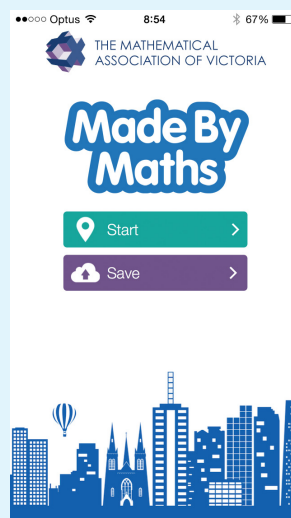 ●●○○○ Optus 8:54 67%
THE MATHEMATICAL
ASSOCIATION OF VICTORIA
Made By
Maths
Start
Save